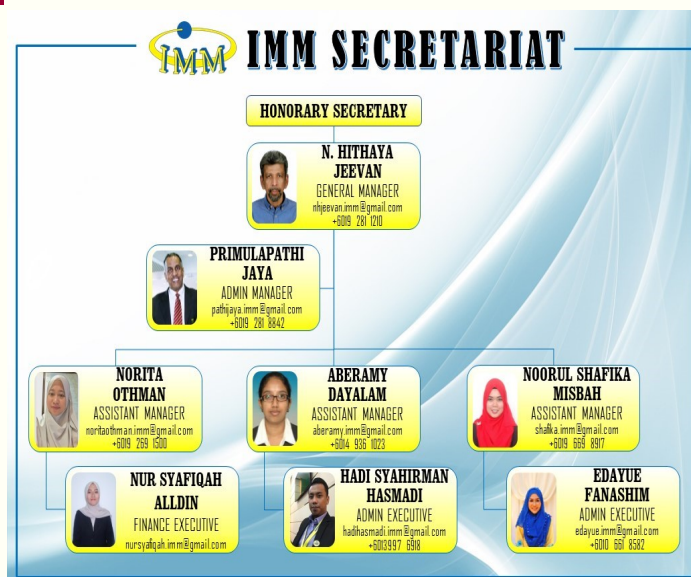 IMM
IMM SECRETARIAT
HONORARY SECRETARY
N. HITHAYA
JEEVAN
GENERAL MANAGER
nhjeevan.imm@gmail.com
+6019 281 1210
PRIMULAPATHI
JAYA
ADMIN MANAGER
pathijaya.imm@gmail.com
+6019 281 8842
NORITA
OTHMAN
ASSISTANT MANAGER
noritaothman.imm@gmail.com
+6019 269 1500
ABERAMY
DAYALAM
ASSISTANT MANAGER
aberamy.imm@gmail.com
+6014 936 1023
NOORUL SHAFIKA
MISBAH
ASSISTANT MANAGER
shafika.imm@gmail.com
+6019 669 8917
NUR SYAFIQAH
ALLDIN
FINANCE EXECUTIVE
nursyafiqah.imm@gmail.com
HADI SYAHIRMAN
HASMADI
ADMIN EXECUTIVE
hadihasmadi.imm@gmail.com
+6013997 6918
EDAYUE
FANASHIM
ADMIN EXECUTIVE
edayue.imm@gmail.com
+6010 661 8582